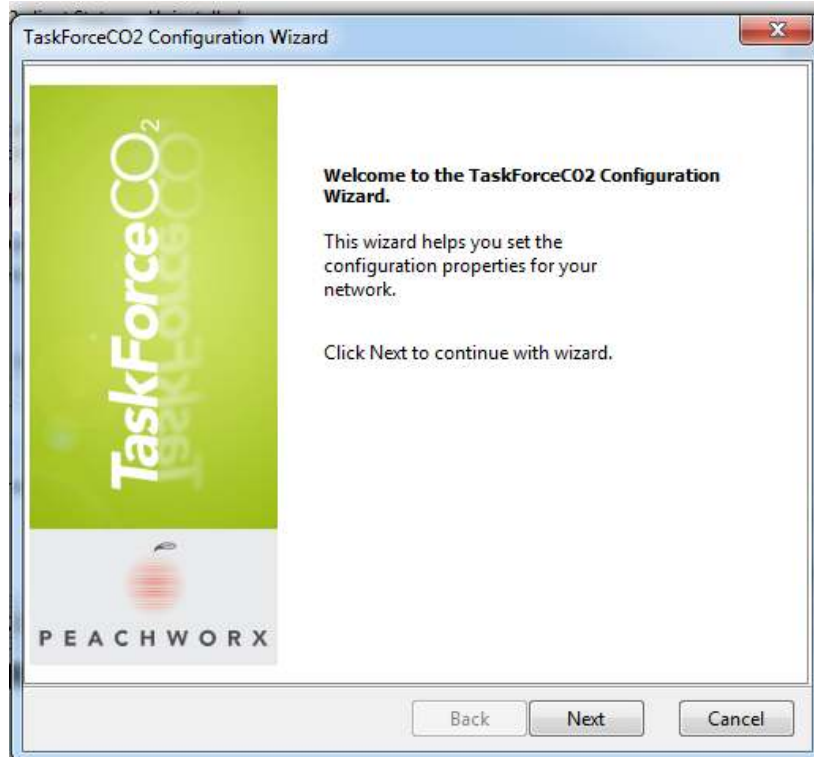 TaskForceCO2 Configuration Wizard
TaskForceCO2
Welcome to the TaskForceCO2 Configuration
Wizard.
This wizard helps you set the
configuration properties for your
network.
Click Next to continue with wizard.
PEACHWORX
Back
Next
Cancel